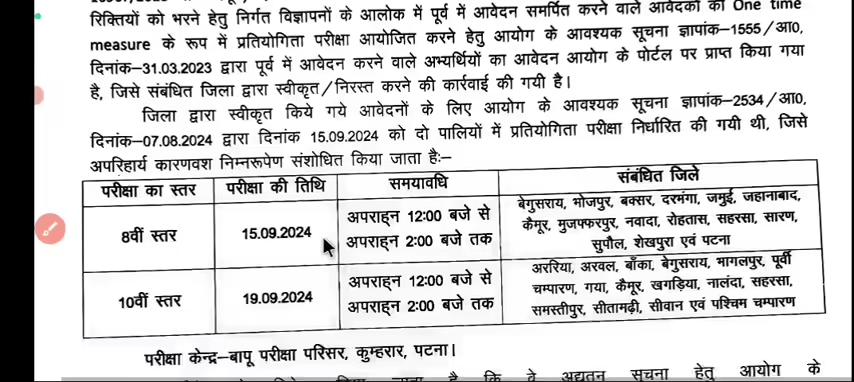 रिक्तियों को भरने हेतु निर्गत विज्ञापनों के आलोक में पूर्व में आवेदन समर्पित करने वाले आवेदकों को One time
measure के रूप में प्रतियोगिता परीक्षा आयोजित करने हेतु आयोग के आवश्यक सूचना ज्ञापांक-1555/आ0,
दिनांक-31.03.2023 द्वारा पूर्व में आवेदन करने वाले अभ्यर्थियों का आवेदन आयोग के पोर्टल पर प्राप्त किया गया
है, जिसे संबंधित जिला द्वारा स्वीकृत/निरस्त करने की कार्रवाई की गयी है।
जिला द्वारा स्वीकृत किये गये आवेदनों के लिए आयोग के आवश्यक सूचना ज्ञापांक-2534/आ0,
दिनांक-07.08.2024 द्वारा दिनांक 15.09.2024 को दो पालियों में प्रतियोगिता परीक्षा निर्धारित की गयी थी, जिसे
अपरिहार्य कारणवश निम्नरूपेण संशोधित किया जाता है:-
परीक्षा का स्तर परीक्षा की तिथि समयावधि संबंधित जिले
8वीं स्तर 15.09.2024 अपराह्न 12:00 बजे से
अपराह्न 2:00 बजे तक
बेगुसराय, भोजपुर, बक्सर, दरभंगा, जमुई, जहानाबाद,
कैमूर, मुजफ्फरपुर, नवादा, रोहतास, सहरसा, सारण,
सुपौल, शेखपुरा एवं पटना
10वीं स्तर 19.09.2024 अपराह्न 12:00 बजे से
अपराह्न 2:00 बजे तक
अररिया, अरवल, बाँका, बेगुसराय, भागलपुर, पूर्वी
चम्पारण, गया, कैमूर, खगड़िया, नालंदा, सहरसा,
समस्तीपुर, सीतामढ़ी, सीवान एवं पश्चिम चम्पारण
परीक्षा केन्द्र-बापू परीक्षा परिसर, कुम्हरार, पटना।
जाता है कि वे अद्यतन सूचना हेतु आयोग के